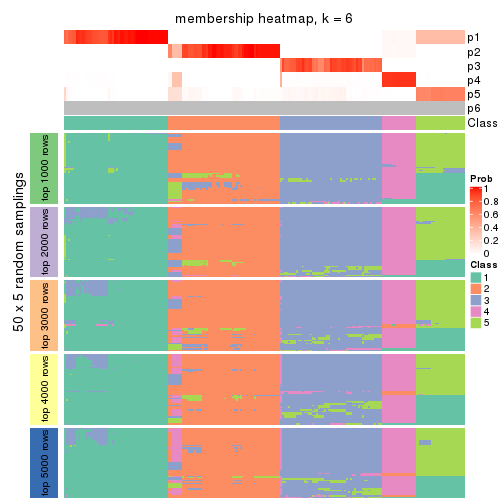 membership heatmap, k = 6
p1
p2
p3
p4
p5
p6
Class
50 x 5 random samplings
top 1000 rows
top 2000 rows
top 3000 rows
top 4000 rows
top 5000 rows
Prob
1
0.8
0.6
0.4
0.2
0
Class
1
2
3
4
5